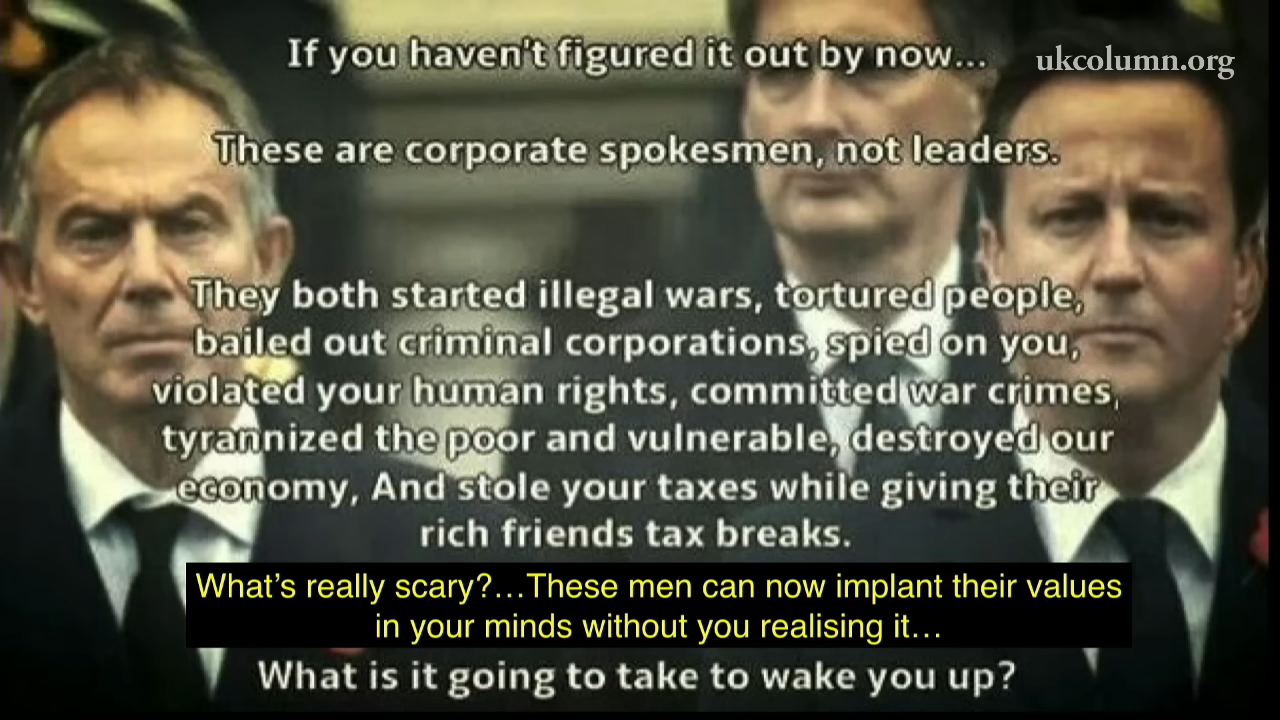 If you haven't figured it out by now...
ukcolumn.org
These are corporate spokesmen, not leaders.
They both started illegal wars, tortured people,
bailed out criminal corporations, spied on you,
violated your human rights, committed war crimes,
tyrannized the poor and vulnerable, destroyed our
economy, And stole your taxes while giving their
rich friends tax breaks.
What's really scary?...These men can now implant their values
in your minds without you realising it...
What is it going to take to wake you up?